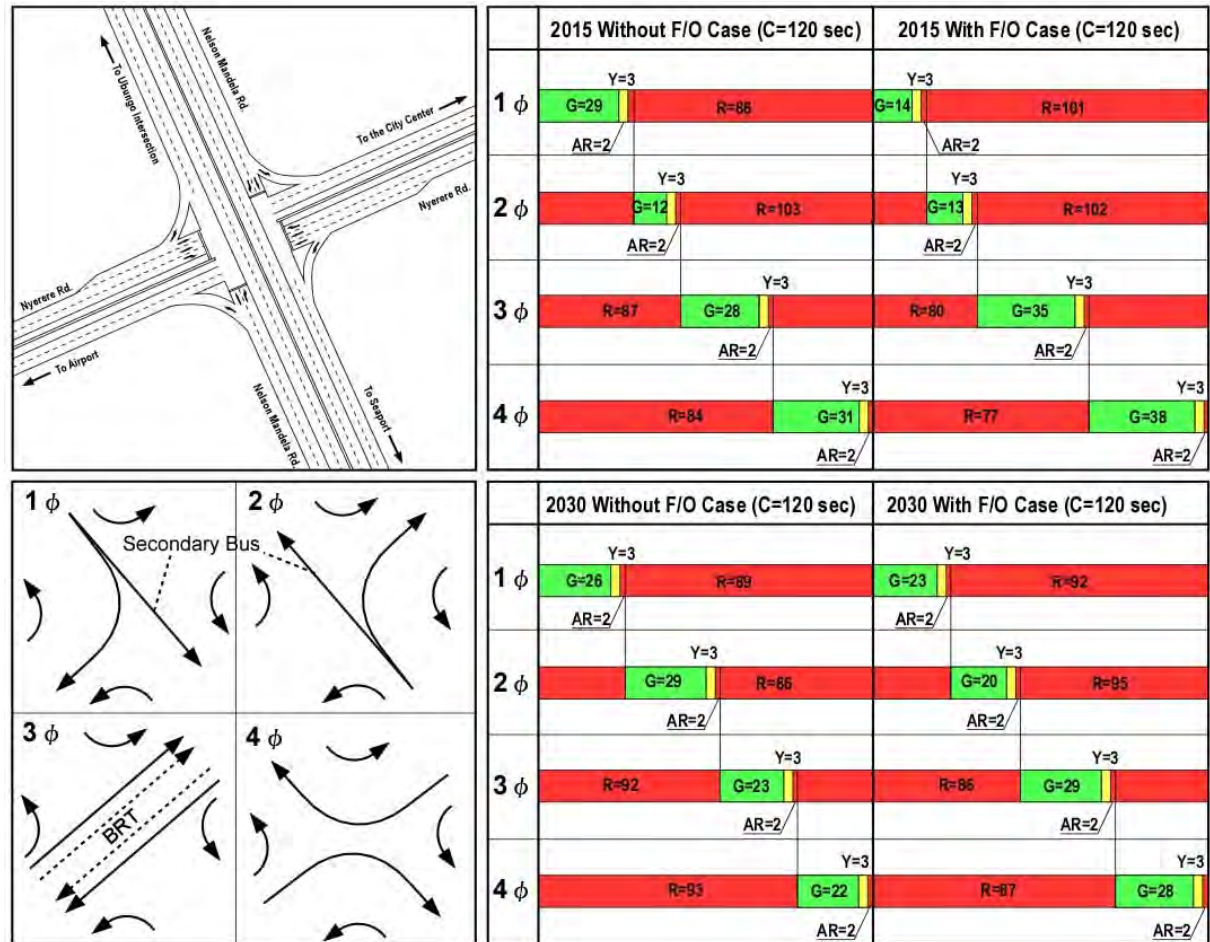 To Ubungo Intersection
Nelson Mandela Rd.
To the City Center
Nyerere Rd.
Nyerere Rd.
To Airport
Nelson Mandela Rd.
To Seaport
2015 Without F/O Case (C=120 sec)
2015 With F/O Case (C=120 sec)
1 ϕ
G=29
Y=3
AR=2
R=86
G=14
Y=3
AR=2
R=101
2 ϕ
G=12
Y=3
AR=2
R=103
G=13
Y=3
AR=2
R=102
3 ϕ
R=87
G=28
Y=3
AR=2
R=80
G=35
Y=3
AR=2
4 ϕ
R=84
G=31
Y=3
AR=2
R=77
G=38
Y=3
AR=2
1 ϕ
2 ϕ
Secondary Bus
3 ϕ
BRT
4 ϕ
2030 Without F/O Case (C=120 sec)
2030 With F/O Case (C=120 sec)
1 ϕ
G=26
Y=3
AR=2
R=89
G=23
Y=3
AR=2
R=92
2 ϕ
G=29
Y=3
AR=2
R=86
G=20
Y=3
AR=2
R=95
3 ϕ
R=92
G=23
Y=3
AR=2
R=86
G=29
Y=3
AR=2
4 ϕ
R=93
G=22
Y=3
AR=2
R=87
G=28
Y=3
AR=2